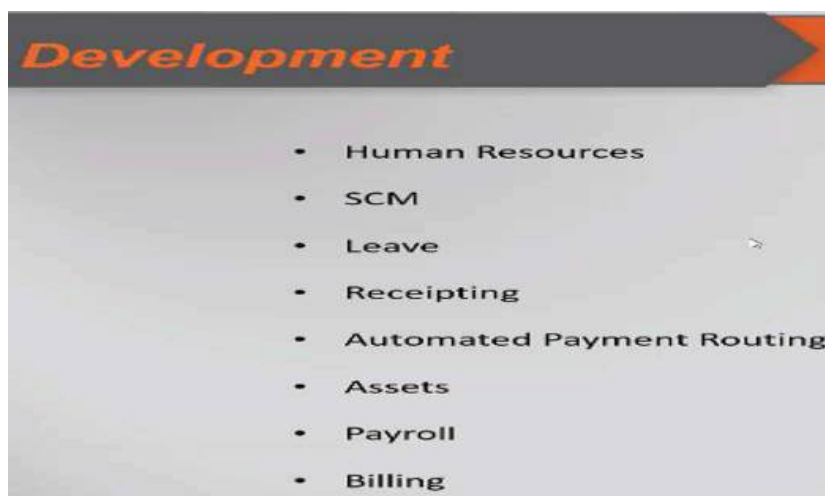 Development
• Human Resources
• SCM
• Leave
• Receipting
• Automated Payment Routing
• Assets
• Payroll
• Billing